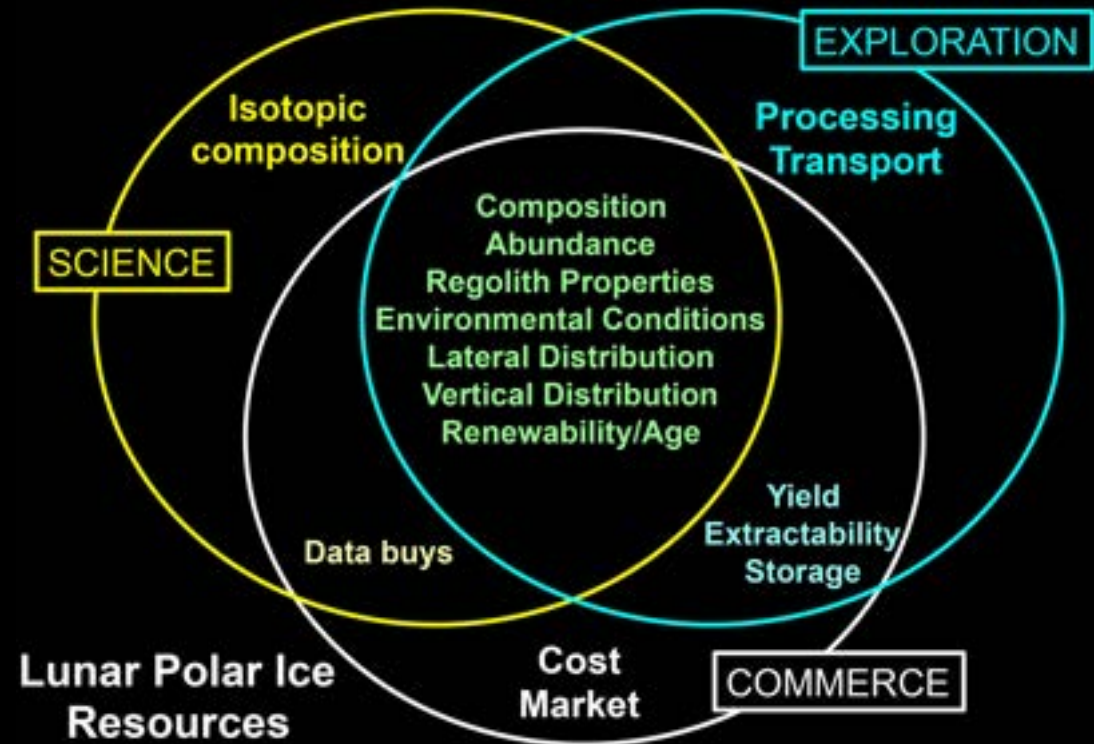 EXPLORATION
Isotopic
composition
Processing
Transport
SCIENCE
Composition
Abundance
Regolith Properties
Environmental Conditions
Lateral Distribution
Vertical Distribution
Renewability/Age
Data buys
Yield
Extractability
Storage
Lunar Polar Ice
Resources
Cost
Market
COMMERCE